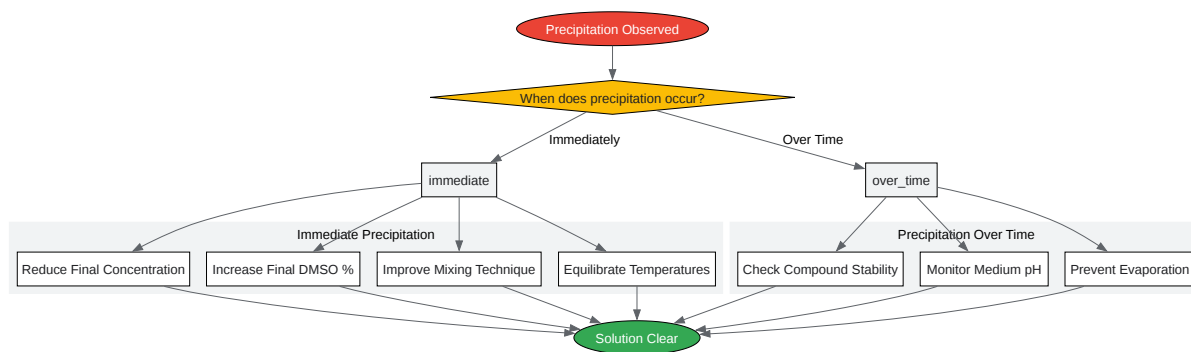 Precipitation Observed
When does precipitation occur?
Immediately
Over Time
immediate
over_time
Immediate Precipitation
Precipitation Over Time
Reduce Final Concentration
Increase Final DMSO %
Improve Mixing Technique
Equilibrate Temperatures
Check Compound Stability
Monitor Medium pH
Prevent Evaporation
Solution Clear